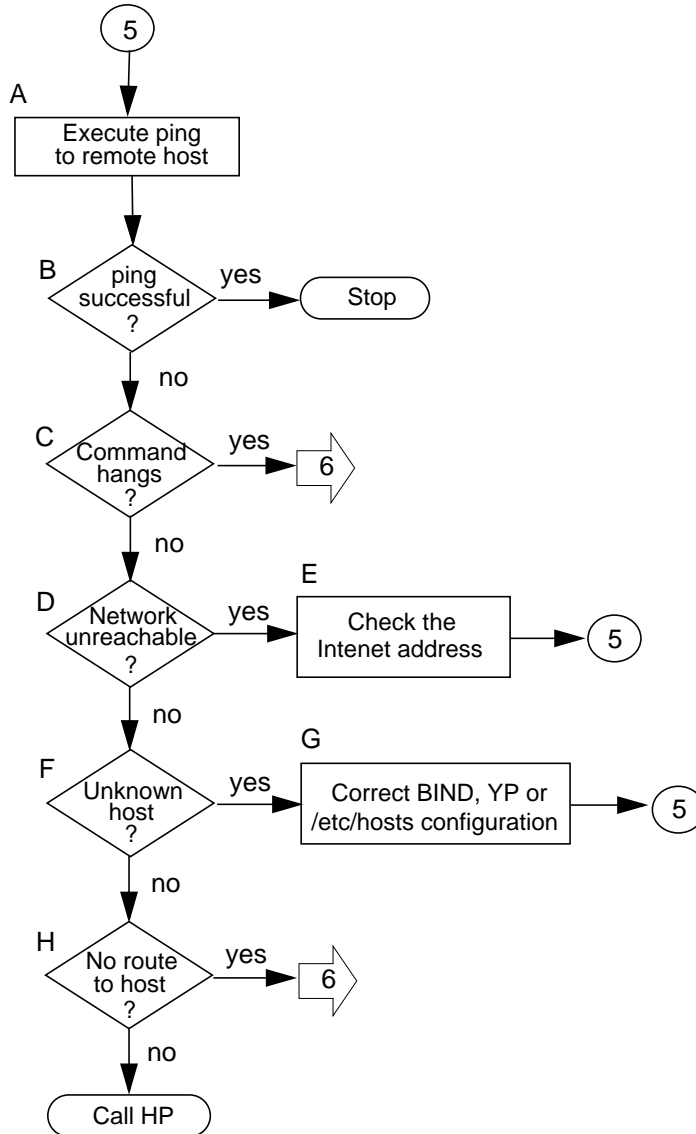 5
A
Execute ping
to remote host
B
ping
successful
?
yes
Stop
no
C
Command
hangs
?
yes
6
no
D
Network
unreachable
?
yes
E
Check the
Intenet address
5
no
F
Unknown
host
?
yes
G
Correct BIND, YP or
/etc/hosts configuration
5
no
H
No route
to host
?
yes
6
no
Call HP